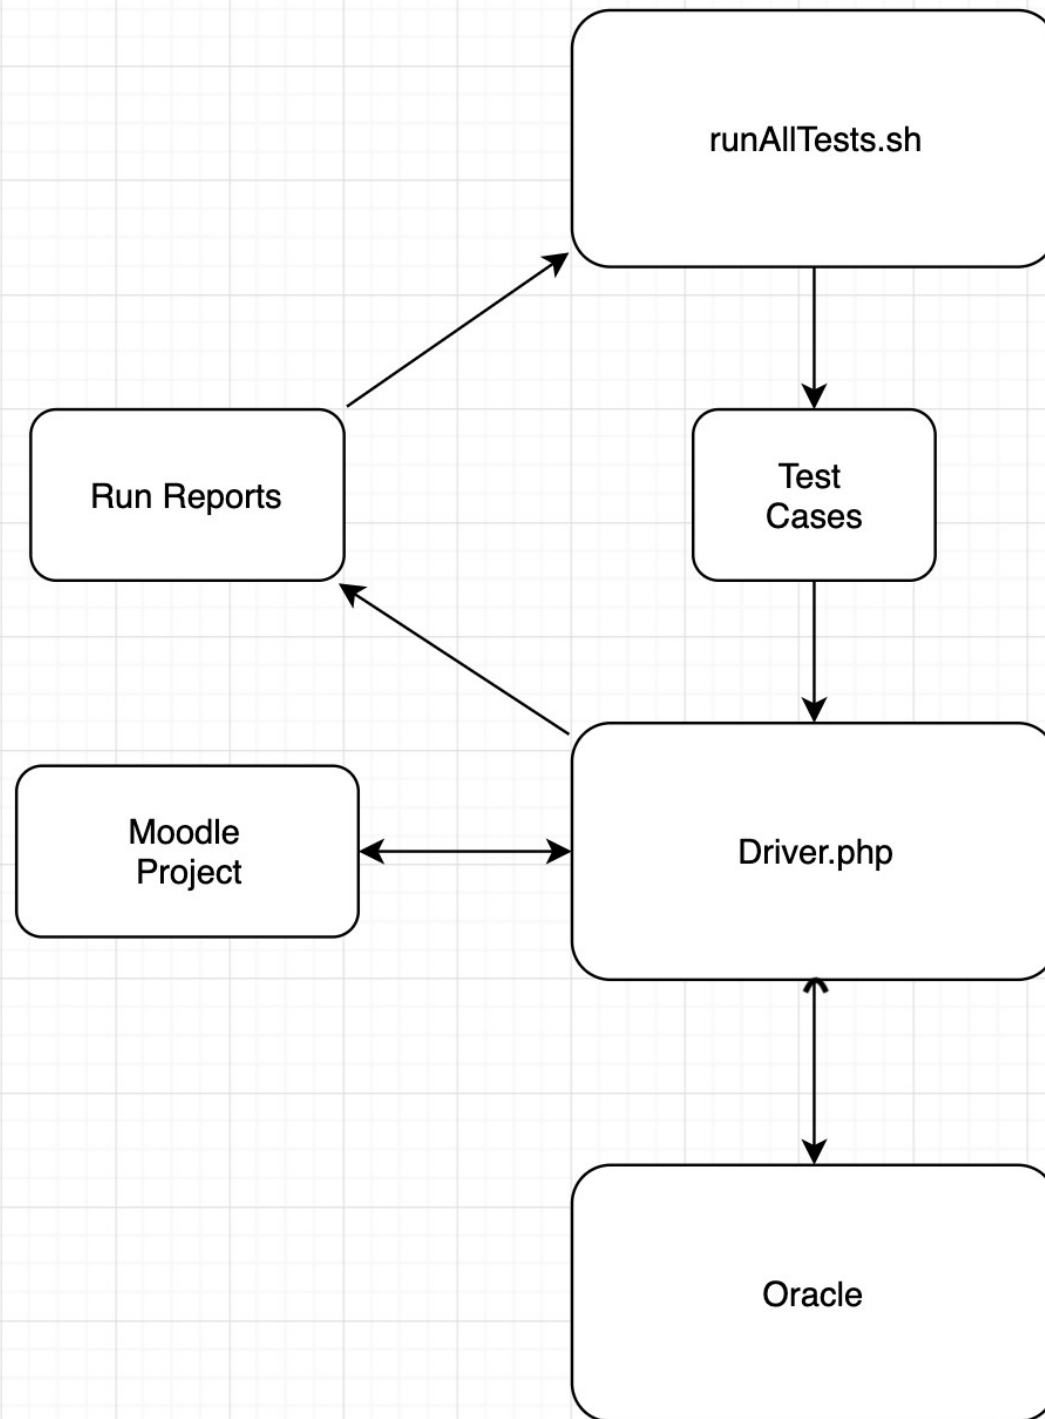 runAllTests.sh
Run Reports
Test
Cases
Moodle
Project
Driver.php
Oracle